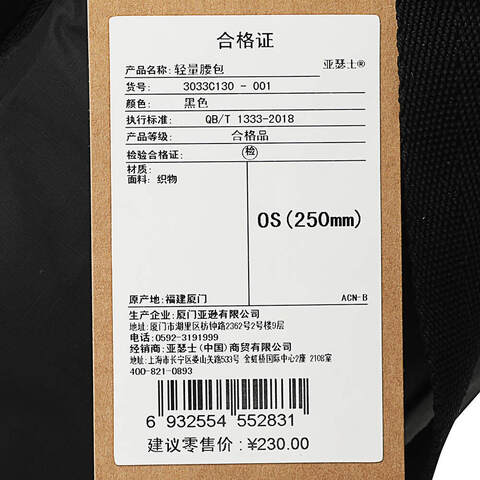 合格证
产品名称: 轻量腰包 亚瑟士®
货号: 3033C130 - 001
颜色: 黑色
执行标准: QB/T 1333-2018
产品等级: 合格品
检验合格证: 检
材质:
面料: 织物
OS(250mm)
原产地: 福建厦门 ACN-B
生产企业: 厦门亚逊有限公司
地址:厦门市湖里区枋钟路2362号2号楼9层
电话: 0592-3191999
经销商: 亚瑟士(中国)商贸有限公司
地址:上海市长宁区娄山关路533号 金虹桥国际中心2座 2108室
400-821-0893
6 932554 552831
建议零售价: ¥230.00